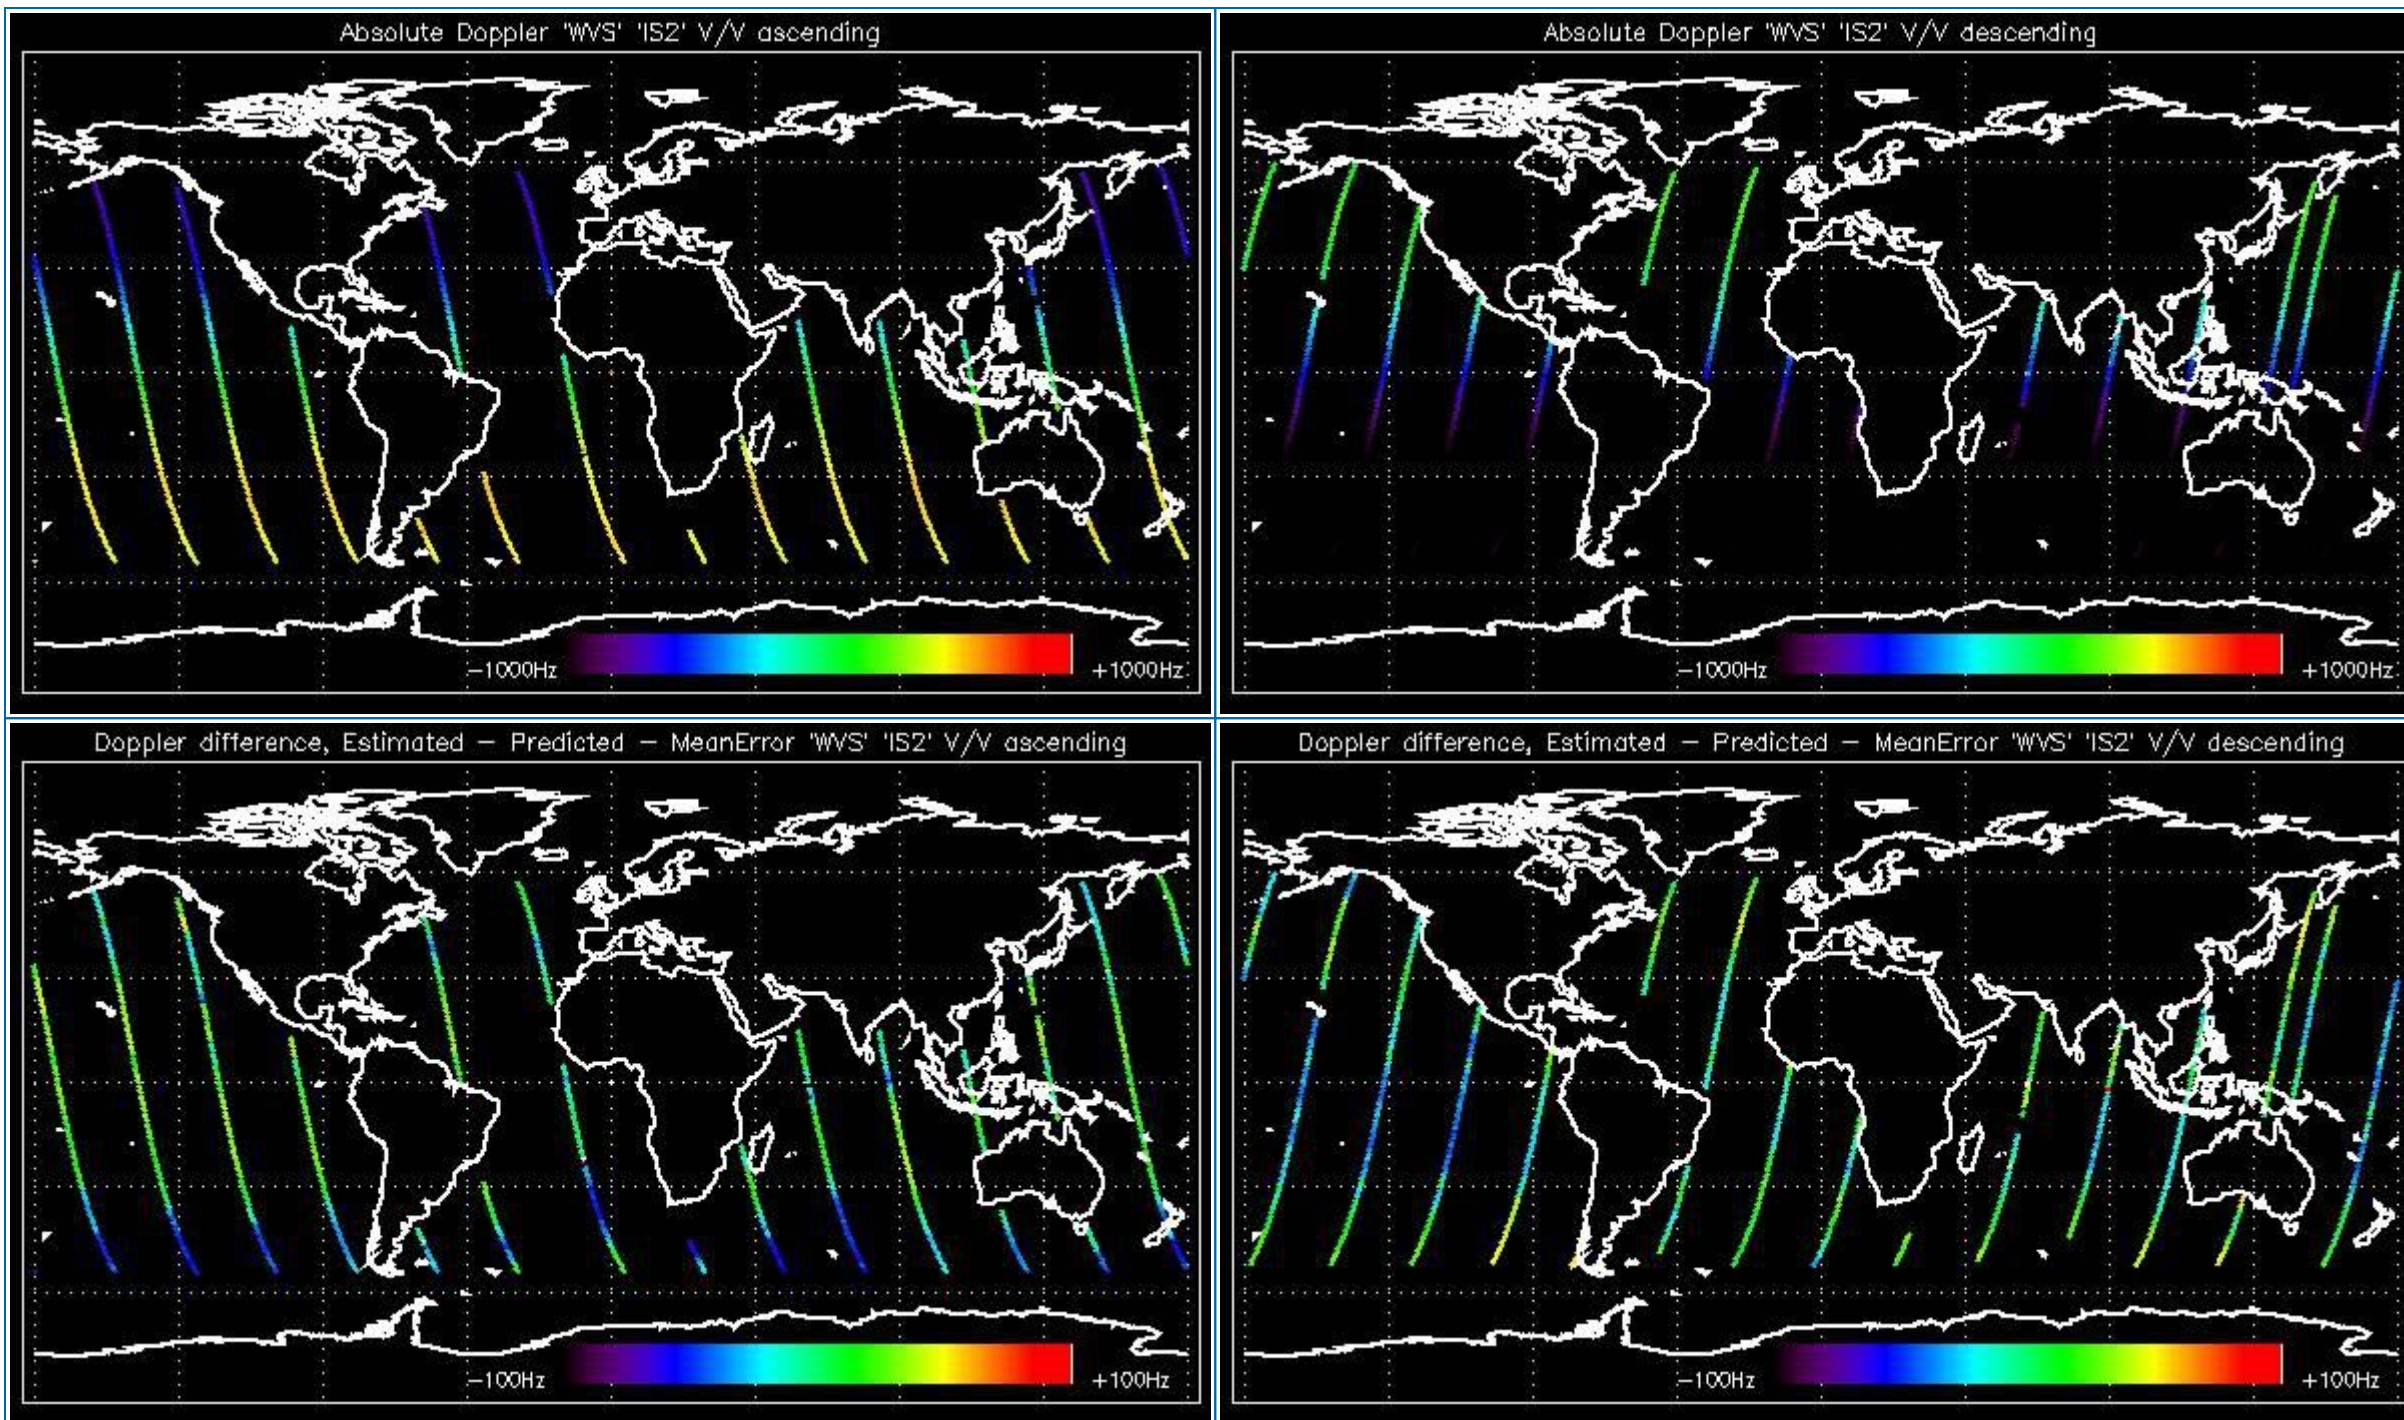 Absolute Doppler 'WVS' 'IS2' V/V ascending
-1000Hz
+1000Hz
Absolute Doppler 'WVS' 'IS2' V/V descending
-1000Hz
+1000Hz
Doppler difference, Estimated - Predicted - MeanError 'WVS' 'IS2' V/V ascending
-100Hz
+100Hz
Doppler difference, Estimated - Predicted - MeanError 'WVS' 'IS2' V/V descending
-100Hz
+100Hz